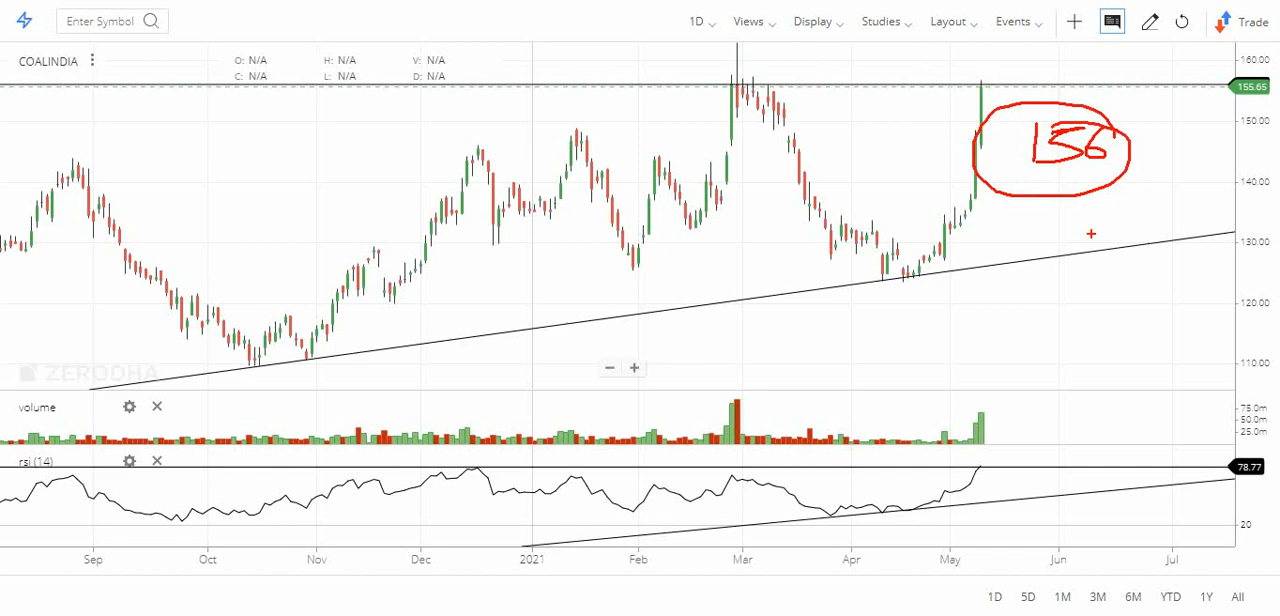 Enter Symbol 1D Views Display Studies Layout Events Trade
COALINDIA O: N/A H: N/A V: N/A
C: N/A L: N/A D: N/A
160.00
155.65
150.00
156
140.00
130.00
120.00
110.00
ZERODHA
volume
75.0m
50.0m
25.0m
rsi (14)
78.77
20
Sep Oct Nov Dec 2021 Feb Mar Apr May Jun Jul
1D 5D 1M 3M 6M YTD 1Y All